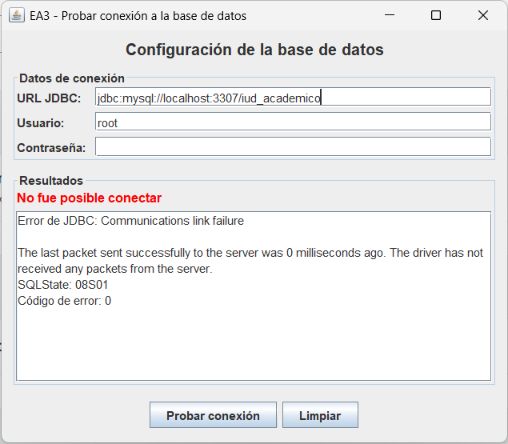 EA3 - Probar conexión a la base de datos
Configuración de la base de datos
Datos de conexión
URL JDBC: jdbc:mysql://localhost:3307/iud_academico
Usuario: root
Contraseña:
Resultados
No fue posible conectar
Error de JDBC: Communications link failure
The last packet sent successfully to the server was 0 milliseconds ago. The driver has not
received any packets from the server.
SQLState: 08S01
Código de error: 0
Probar conexión Limpiar